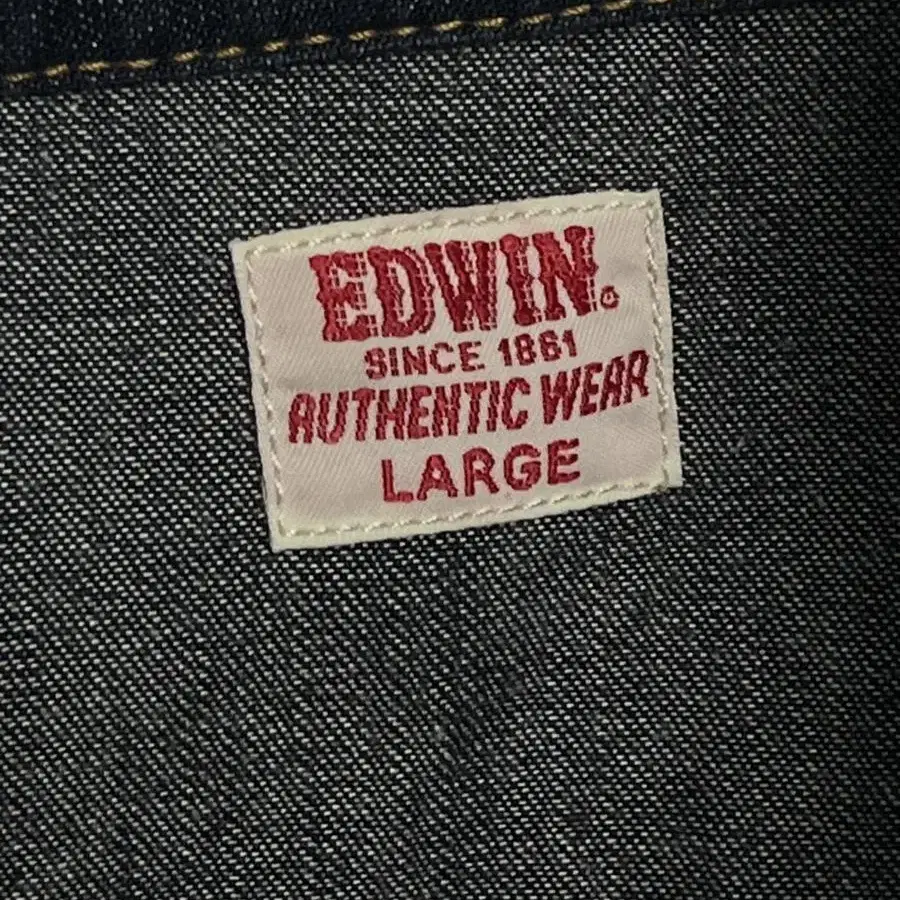 EDWIN®
SINCE 1861
AUTHENTIC WEAR
LARGE